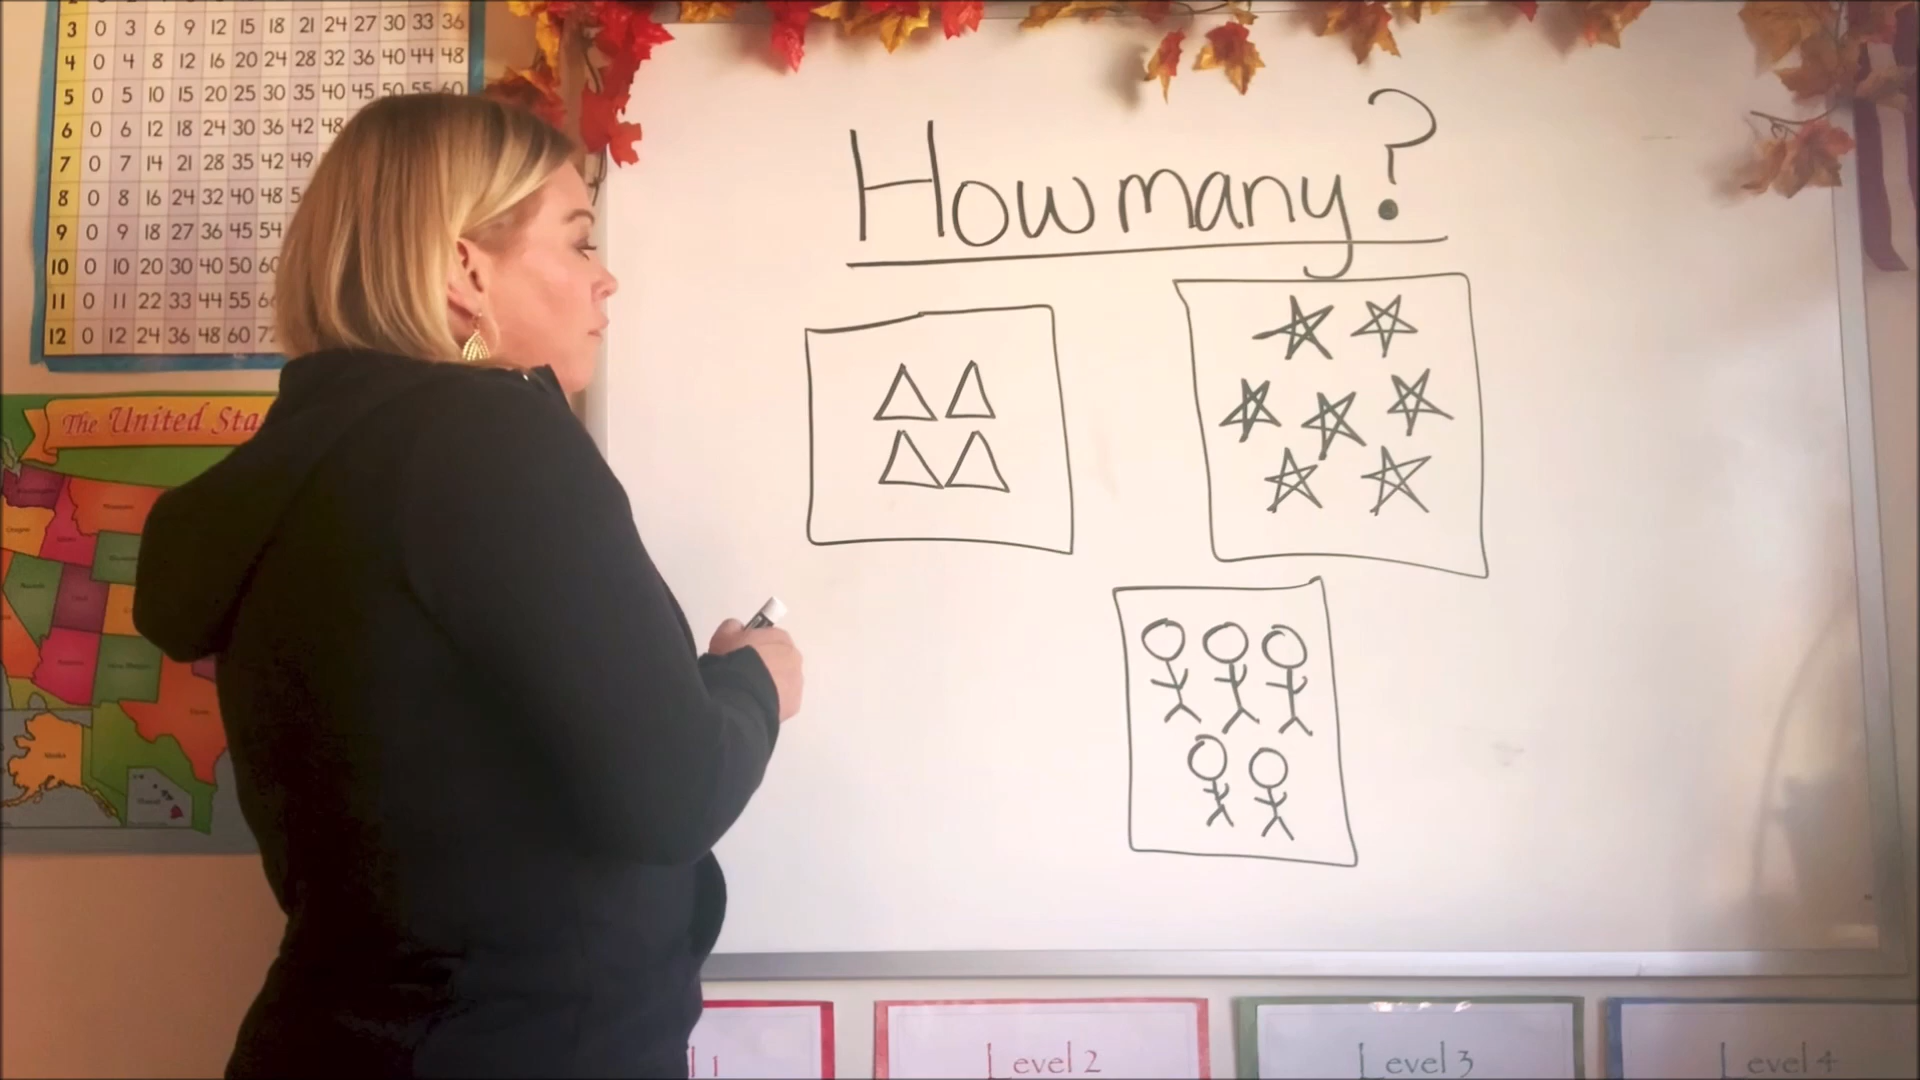 3 0 3 6 9 12 15 18 21 24 27 30 33 36
4 0 4 8 12 16 20 24 28 32 36 40 44 48
5 0 5 10 15 20 25 30 35 40 45 50 55 60
6 0 6 12 18 24 30 36 42 48
7 0 7 14 21 28 35 42 49
8 0 8 16 24 32 40 48 5
9 0 9 18 27 36 45 54
10 0 10 20 30 40 50 60
11 0 11 22 33 44 55 66
12 0 12 24 36 48 60 72
The United Sta
How many?
l 1
Level 2
Level 3
Level 4